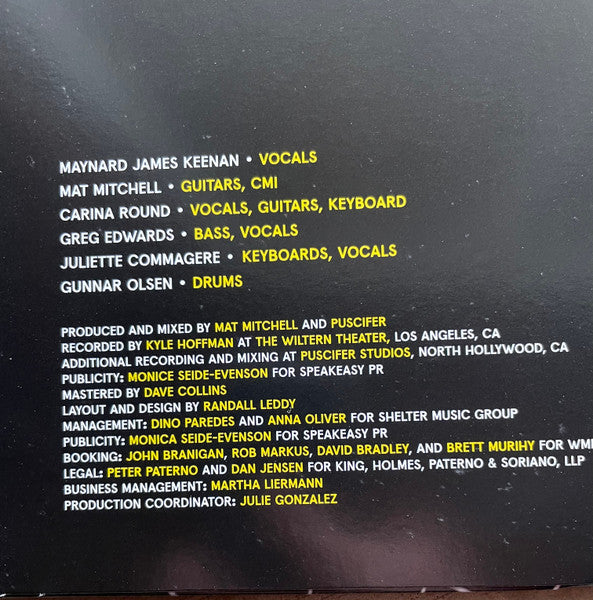 MAYNARD JAMES KEENAN • VOCALS
MAT MITCHELL • GUITARS, CMI
CARINA ROUND • VOCALS, GUITARS, KEYBOARD
GREG EDWARDS • BASS, VOCALS
JULIETTE COMMAGERE • KEYBOARDS, VOCALS
GUNNAR OLSEN • DRUMS
PRODUCED AND MIXED BY MAT MITCHELL AND PUSCIFER
RECORDED BY KYLE HOFFMAN AT THE WILTERN THEATER, LOS ANGELES, CA
ADDITIONAL RECORDING AND MIXING AT PUSCIFER STUDIOS, NORTH HOLLYWOOD, CA
PUBLICITY: MONICE SEIDE-EVENSON FOR SPEAKEASY PR
MASTERED BY DAVE COLLINS
LAYOUT AND DESIGN BY RANDALL LEDDY
MANAGEMENT: DINO PAREDES AND ANNA OLIVER FOR SHELTER MUSIC GROUP
PUBLICITY: MONICA SEIDE-EVENSON FOR SPEAKEASY PR
BOOKING: JOHN BRANIGAN, ROB MARKUS, DAVID BRADLEY, AND BRETT MURIHY FOR WM
LEGAL: PETER PATERNO AND DAN JENSEN FOR KING, HOLMES, PATERNO & SORIANO, LLP
BUSINESS MANAGEMENT: MARTHA LIERMANN
PRODUCTION COORDINATOR: JULIE GONZALEZ